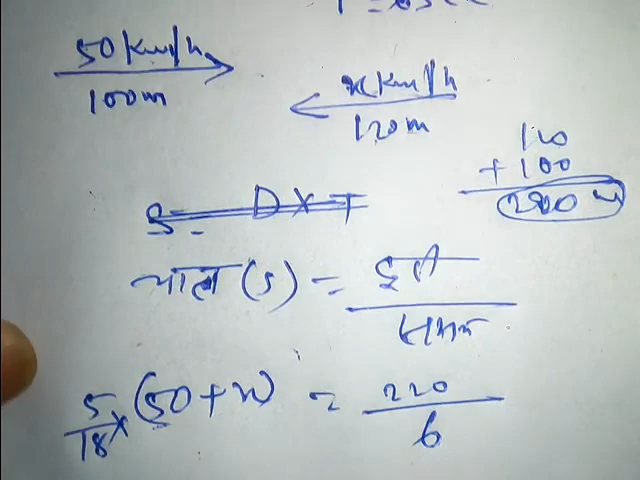 50 km/h
100m
x km/h
120m
120
+ 100
220 m
S = D × T
चाल (s) = दूरी / समय
5/18 × (50 + x) = 220 / 6